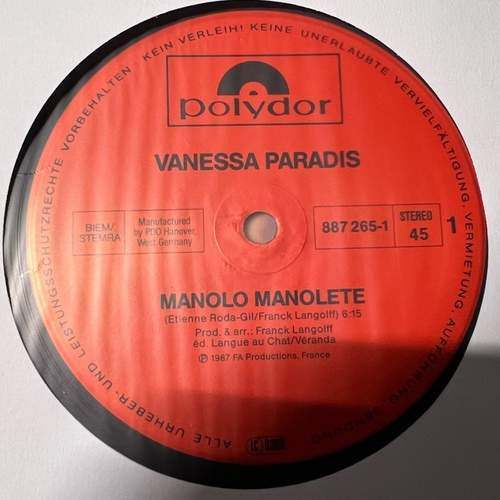 ALLE URHEBER- UND LEISTUNGSSCHUTZRECHTE VORBEHALTEN · KEIN VERLEIH! KEINE UNERLAUBTE VERVIELFÄLTIGUNG, VERMIETUNG, AUFFÜHRUNG, SENDUNG
polydor
VANESSA PARADIS
BIEM/
STEMRA
Manufactured
by PDO Hanover,
West Germany
887 265-1
STEREO
45
1
MANOLO MANOLETE
(Etienne Roda-Gil/Franck Langolff) 6:15
Prod. & arr.: Franck Langolff
éd. Langue au Chat/Véranda
℗ 1987 FA Productions, France